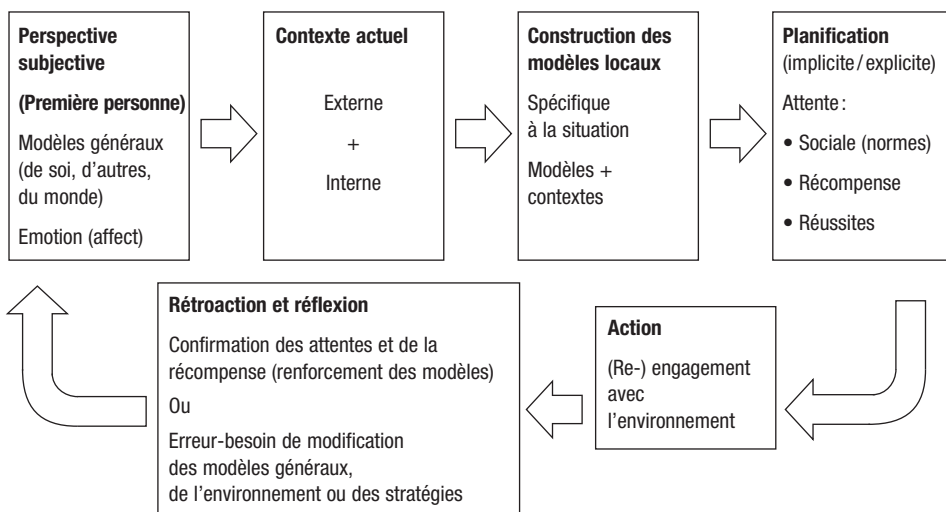 Perspective
subjective
(Première personne)
Modèles généraux
(de soi, d'autres,
du monde)
Emotion (affect)
Contexte actuel
Externe
+
Interne
Construction des
modèles locaux
Spécifique
à la situation
Modèles +
contextes
Planification
(implicite / explicite)
Attente :
• Sociale (normes)
• Récompense
• Réussites
Action
(Re-) engagement
avec
l'environnement
Rétroaction et réflexion
Confirmation des attentes et de la
récompense (renforcement des modèles)
Ou
Erreur-besoin de modification
des modèles généraux,
de l'environnement ou des stratégies